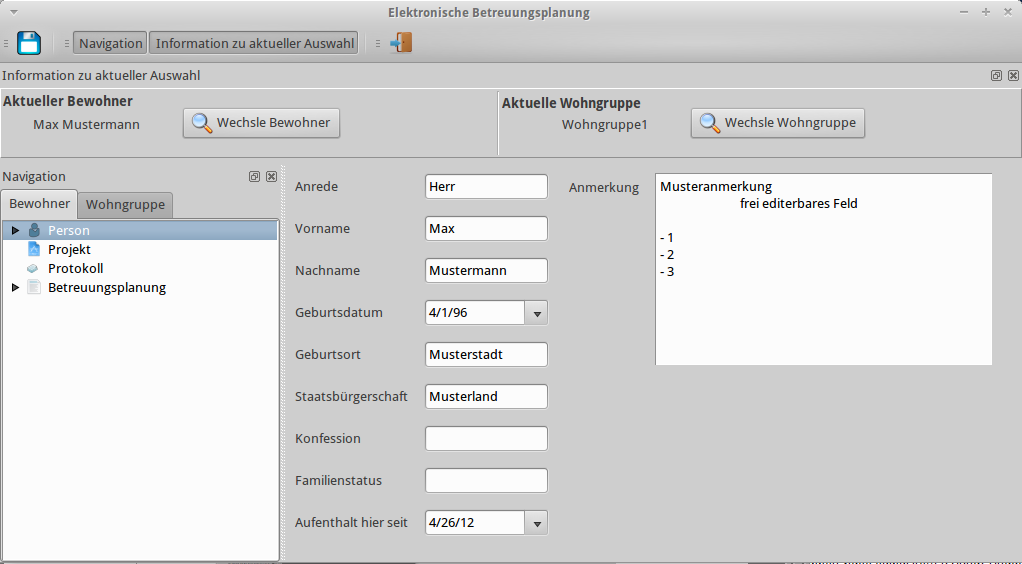 Elektronische Betreuungsplanung
Navigation
Information zu aktueller Auswahl
Information zu aktueller Auswahl
Aktueller Bewohner
Max Mustermann
Wechsle Bewohner
Aktuelle Wohngruppe
Wohngruppe1
Wechsle Wohngruppe
Navigation
Bewohner
Wohngruppe
Person
Projekt
Protokoll
Betreuungsplanung
Anrede
Herr
Vorname
Max
Nachname
Mustermann
Geburtsdatum
4/1/96
Geburtsort
Musterstadt
Staatsbürgerschaft
Musterland
Konfession
Familienstatus
Aufenthalt hier seit
4/26/12
Anmerkung
Musteranmerkung
frei editerbares Feld
- 1
- 2
- 3